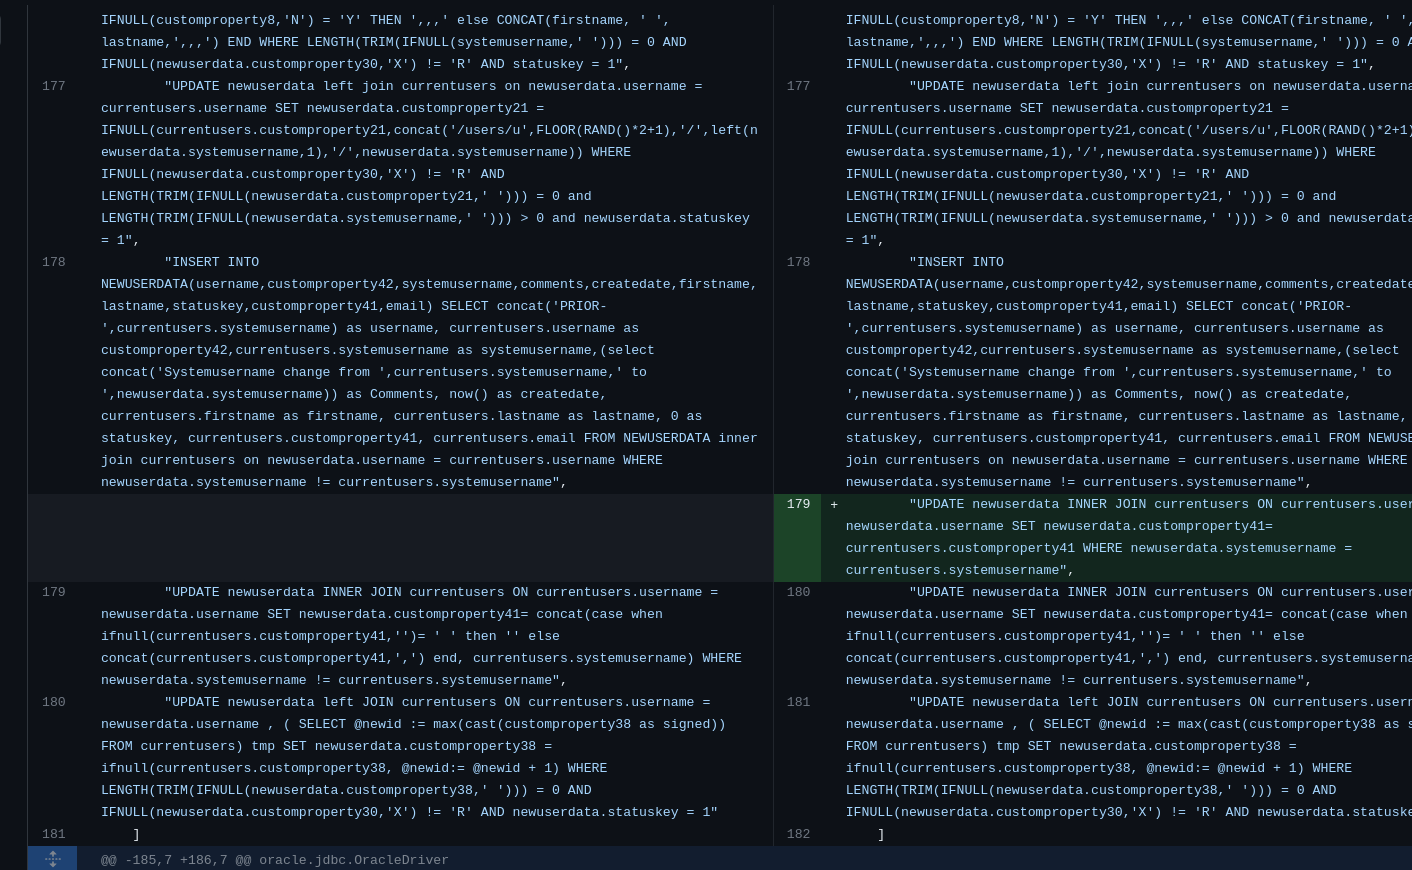 IFNULL(customproperty8,'N') = 'Y' THEN ',,,' else CONCAT(firstname, ' ',
lastname,',,,') END WHERE LENGTH(TRIM(IFNULL(systemusername,' '))) = 0 AND
IFNULL(newuserdata.customproperty30,'X') != 'R' AND statuskey = 1",
177 "UPDATE newuserdata left join currentusers on newuserdata.username =
currentusers.username SET newuserdata.customproperty21 =
IFNULL(currentusers.customproperty21,concat('/users/u',FLOOR(RAND()*2+1),'/',left(n
ewuserdata.systemusername,1),'/',newuserdata.systemusername)) WHERE
IFNULL(newuserdata.customproperty30,'X') != 'R' AND
LENGTH(TRIM(IFNULL(newuserdata.customproperty21,' '))) = 0 and
LENGTH(TRIM(IFNULL(newuserdata.systemusername,' '))) > 0 and newuserdata.statuskey
= 1",
178 "INSERT INTO
NEWUSERDATA(username,customproperty42,systemusername,comments,createdate,firstname,
lastname,statuskey,customproperty41,email) SELECT concat('PRIOR-
',currentusers.systemusername) as username, currentusers.username as
customproperty42,currentusers.systemusername as systemusername,(select
concat('Systemusername change from ',currentusers.systemusername,' to
',newuserdata.systemusername)) as Comments, now() as createdate,
currentusers.firstname as firstname, currentusers.lastname as lastname, 0 as
statuskey, currentusers.customproperty41, currentusers.email FROM NEWUSERDATA inner
join currentusers on newuserdata.username = currentusers.username WHERE
newuserdata.systemusername != currentusers.systemusername",
179 "UPDATE newuserdata INNER JOIN currentusers ON currentusers.username =
newuserdata.username SET newuserdata.customproperty41= concat(case when
ifnull(currentusers.customproperty41,'')= ' ' then '' else
concat(currentusers.customproperty41,',') end, currentusers.systemusername) WHERE
newuserdata.systemusername != currentusers.systemusername",
180 "UPDATE newuserdata left JOIN currentusers ON currentusers.username =
newuserdata.username , ( SELECT @newid := max(cast(customproperty38 as signed))
FROM currentusers) tmp SET newuserdata.customproperty38 =
ifnull(currentusers.customproperty38, @newid:= @newid + 1) WHERE
LENGTH(TRIM(IFNULL(newuserdata.customproperty38,' '))) = 0 AND
IFNULL(newuserdata.customproperty30,'X') != 'R' AND newuserdata.statuskey = 1"
181 ]
IFNULL(customproperty8,'N') = 'Y' THEN ',,,' else CONCAT(firstname, ' ',
lastname,',,,') END WHERE LENGTH(TRIM(IFNULL(systemusername,' '))) = 0 A
IFNULL(newuserdata.customproperty30,'X') != 'R' AND statuskey = 1",
177 "UPDATE newuserdata left join currentusers on newuserdata.userna
currentusers.username SET newuserdata.customproperty21 =
IFNULL(currentusers.customproperty21,concat('/users/u',FLOOR(RAND()*2+1)
ewuserdata.systemusername,1),'/',newuserdata.systemusername)) WHERE
IFNULL(newuserdata.customproperty30,'X') != 'R' AND
LENGTH(TRIM(IFNULL(newuserdata.customproperty21,' '))) = 0 and
LENGTH(TRIM(IFNULL(newuserdata.systemusername,' '))) > 0 and newuserdata
= 1",
178 "INSERT INTO
NEWUSERDATA(username,customproperty42,systemusername,comments,createdate
lastname,statuskey,customproperty41,email) SELECT concat('PRIOR-
',currentusers.systemusername) as username, currentusers.username as
customproperty42,currentusers.systemusername as systemusername,(select
concat('Systemusername change from ',currentusers.systemusername,' to
',newuserdata.systemusername)) as Comments, now() as createdate,
currentusers.firstname as firstname, currentusers.lastname as lastname,
statuskey, currentusers.customproperty41, currentusers.email FROM NEWUSE
join currentusers on newuserdata.username = currentusers.username WHERE
newuserdata.systemusername != currentusers.systemusername",
179 + "UPDATE newuserdata INNER JOIN currentusers ON currentusers.user
newuserdata.username SET newuserdata.customproperty41=
currentusers.customproperty41 WHERE newuserdata.systemusername =
currentusers.systemusername",
180 "UPDATE newuserdata INNER JOIN currentusers ON currentusers.user
newuserdata.username SET newuserdata.customproperty41= concat(case when
ifnull(currentusers.customproperty41,'')= ' ' then '' else
concat(currentusers.customproperty41,',') end, currentusers.systemuserna
newuserdata.systemusername != currentusers.systemusername",
181 "UPDATE newuserdata left JOIN currentusers ON currentusers.usern
newuserdata.username , ( SELECT @newid := max(cast(customproperty38 as s
FROM currentusers) tmp SET newuserdata.customproperty38 =
ifnull(currentusers.customproperty38, @newid:= @newid + 1) WHERE
LENGTH(TRIM(IFNULL(newuserdata.customproperty38,' '))) = 0 AND
IFNULL(newuserdata.customproperty30,'X') != 'R' AND newuserdata.statuske
182 ]
@@ -185,7 +186,7 @@ oracle.jdbc.OracleDriver